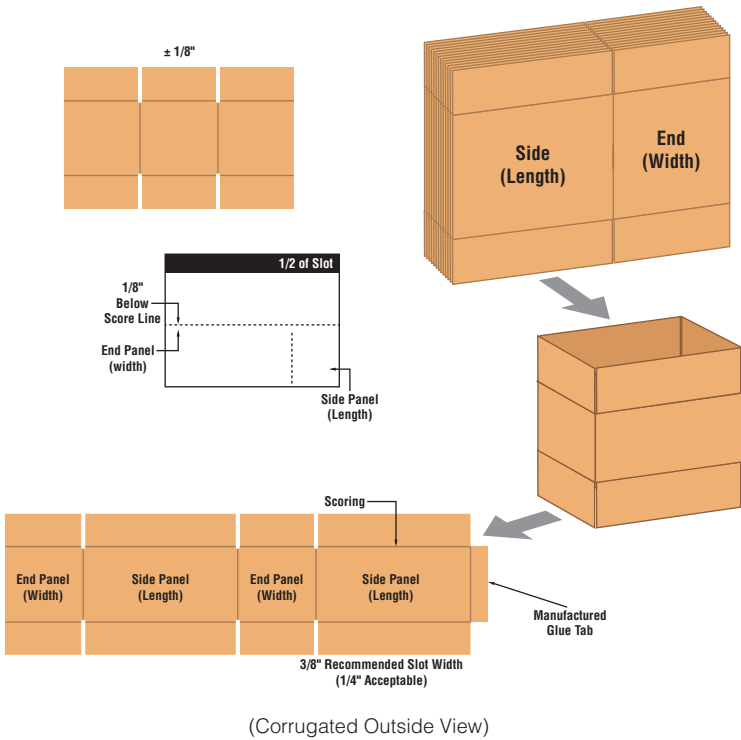 ± 1/8"
Side
(Length)
End
(Width)
1/2 of Slot
1/8"
Below
Score Line
End Panel
(width)
Side Panel
(Length)
Scoring
End Panel
(Width)
Side Panel
(Length)
End Panel
(Width)
Side Panel
(Length)
Manufactured
Glue Tab
3/8" Recommended Slot Width
(1/4" Acceptable)
(Corrugated Outside View)